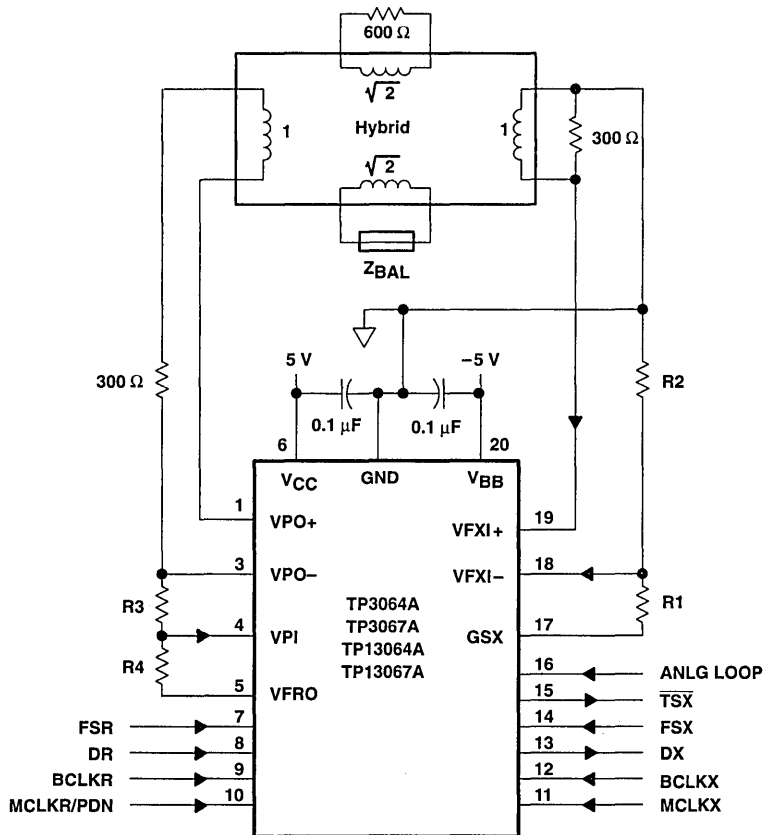 600 Ω
√2
1
Hybrid
1
300 Ω
√2
ZBAL
300 Ω
5 V
−5 V
R2
0.1 μF
0.1 μF
6
20
VCC
GND
VBB
1
VPO+
19
VFXI+
3
VPO−
18
VFXI−
R3
R1
TP3064A
TP3067A
TP13064A
TP13067A
4
VPI
17
GSX
R4
16
ANLG LOOP
5
VFRO
15
TSX
FSR
7
14
FSX
DR
8
13
DX
BCLKR
9
12
BCLKX
MCLKR/PDN
10
11
MCLKX